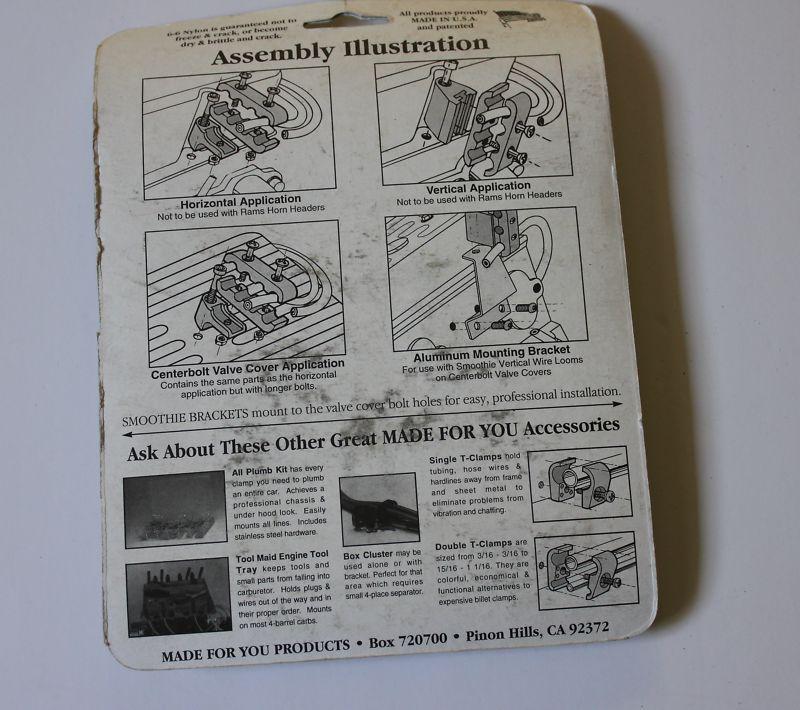 6-6 Nylon is guaranteed not to
freeze & crack, or become
dry & brittle and crack.
All products proudly
MADE IN U.S.A.
and patented
Assembly Illustration
Horizontal Application
Not to be used with Rams Horn Headers
Vertical Application
Not to be used with Rams Horn Headers
Centerbolt Valve Cover Application
Contains the same parts as the horizontal
application but with longer bolts.
Aluminum Mounting Bracket
For use with Smoothie Vertical Wire Looms
on Centerbolt Valve Covers
SMOOTHIE BRACKETS mount to the valve cover bolt holes for easy, professional installation.
Ask About These Other Great MADE FOR YOU Accessories
All Plumb Kit has every
clamp you need to plumb
an entire car. Achieves a
professional chassis &
under hood look. Easily
mounts all lines. Includes
stainless steel hardware.
Single T-Clamps hold
tubing, hose wires &
hardlines away from frame
and sheet metal to
eliminate problems from
vibration and chaffing.
Tool Maid Engine Tool
Tray keeps tools and
small parts from falling into
carburetor. Holds plugs &
wires out of the way and in
their proper order. Mounts
on most 4-barrel carbs.
Box Cluster may be
used alone or with
bracket. Perfect for that
area which requires
small 4-place separator.
Double T-Clamps are
sized from 3/16 - 3/16 to
15/16 - 1 1/16. They are
colorful, economical &
functional alternatives to
expensive billet clamps.
MADE FOR YOU PRODUCTS • Box 720700 • Pinon Hills, CA 92372